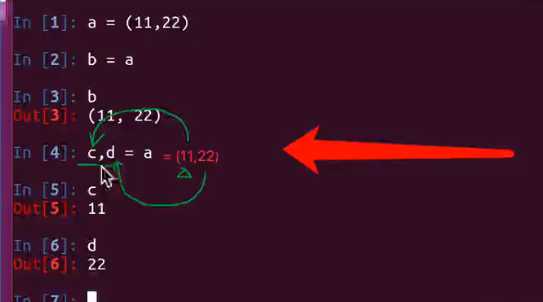 In [1]: a = (11,22)
In [2]: b = a
In [3]: b
Out[3]: (11, 22)
In [4]: c,d = a = (11,22)
In [5]: c
Out[5]: 11
In [6]: d
Out[6]: 22
In [7]: